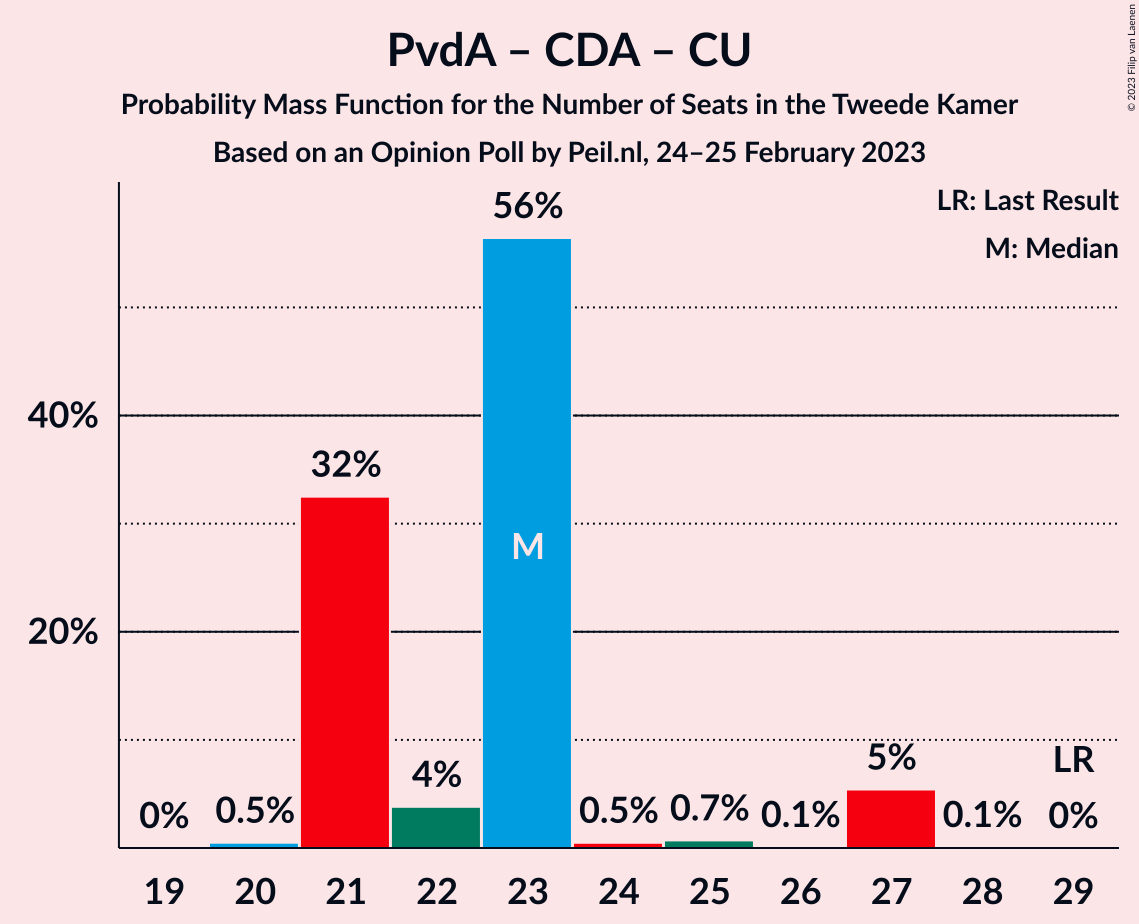 PvdA – CDA – CU
Probability Mass Function for the Number of Seats in the Tweede Kamer
Based on an Opinion Poll by Peil.nl, 24–25 February 2023
© 2023 Filip van Laenen
LR: Last Result
M: Median
40%
20%
0%
0.5%
32%
4%
56%
M
0.5%
0.7%
0.1%
5%
0.1%
LR
0%
19 20 21 22 23 24 25 26 27 28 29